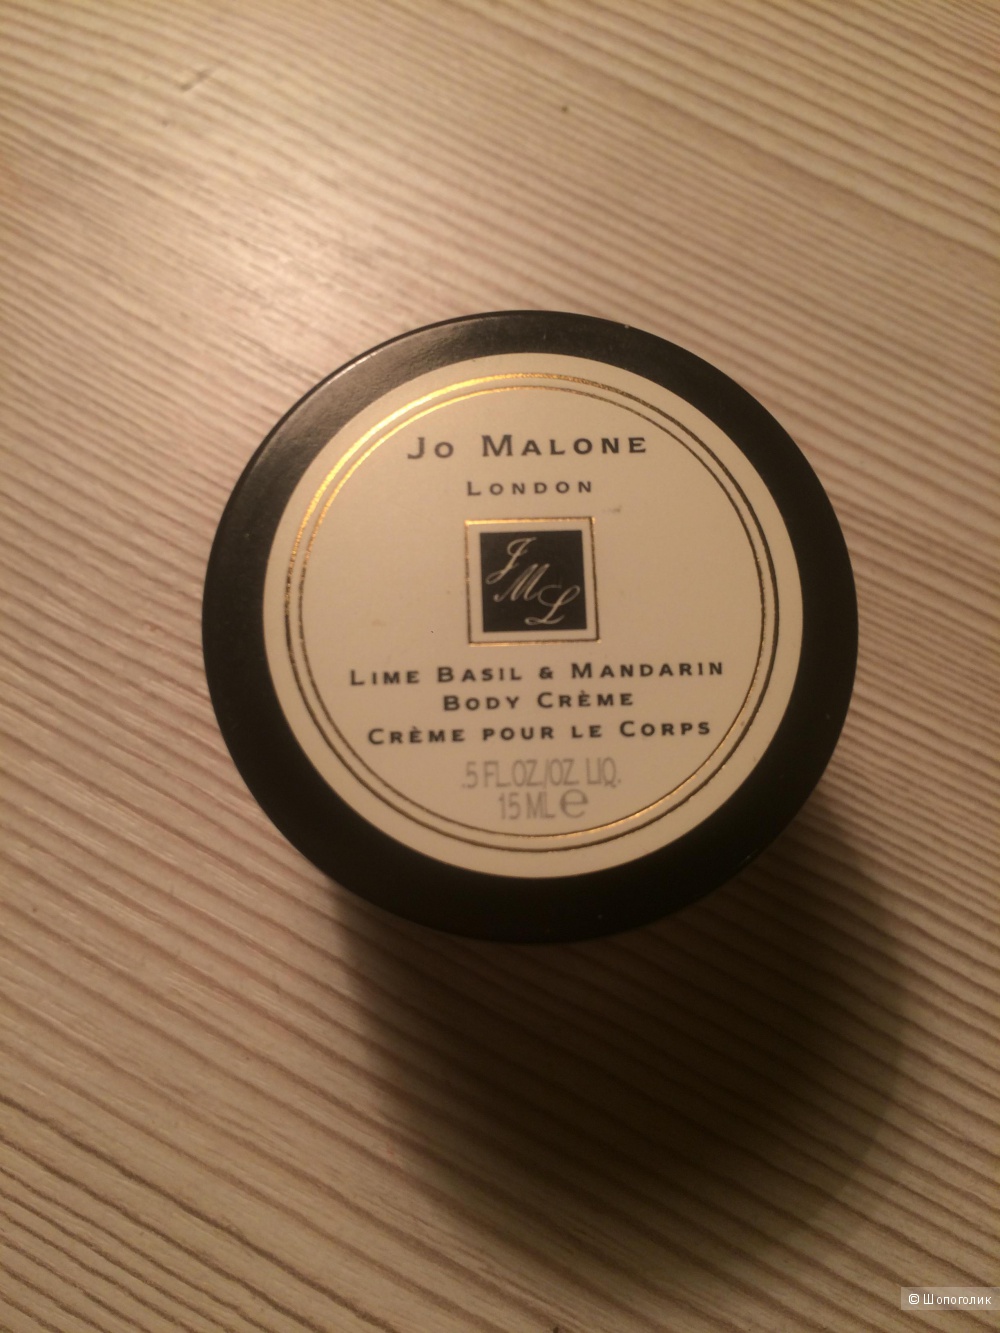 Jo Malone
London
JML
Lime Basil & Mandarin
Body Crème
Crème pour le Corps
.5 FL.OZ./OZ. LIQ.
15 ML ℮
© Шопоголик